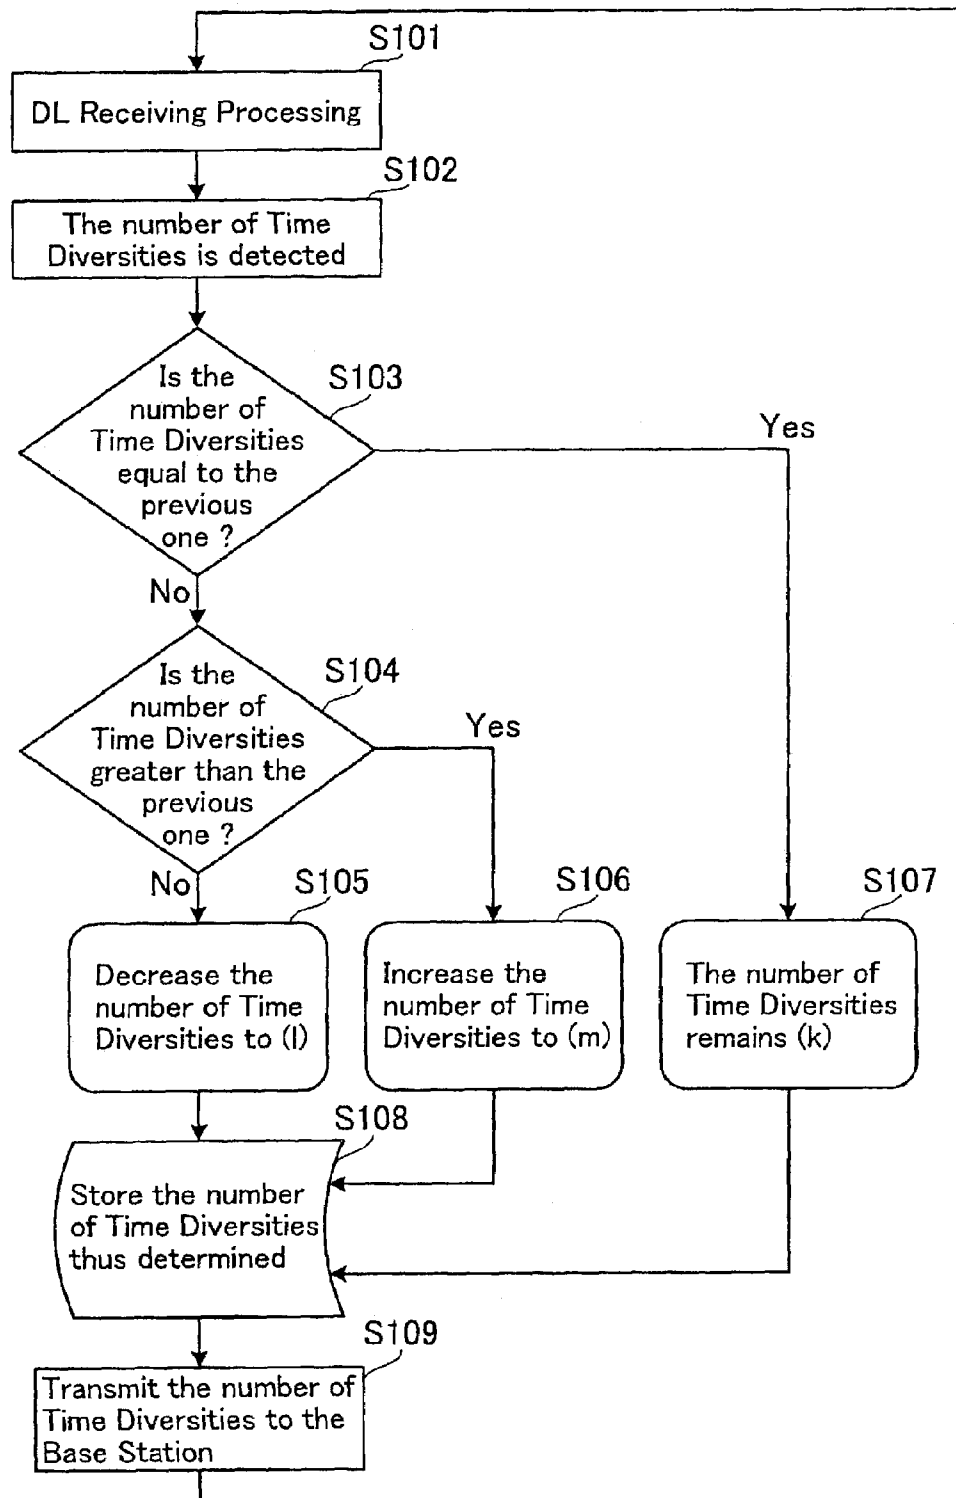 S101
DL Receiving Processing
S102
The number of Time
Diversities is detected
S103
Is the
number of
Time Diversities
equal to the
previous
one ?
Yes
No
S104
Is the
number of
Time Diversities
greater than the
previous
one ?
Yes
No
S105
Decrease the
number of Time
Diversities to (l)
S106
Increase the
number of Time
Diversities to (m)
S107
The number of
Time Diversities
remains (k)
S108
Store the number
of Time Diversities
thus determined
S109
Transmit the number of
Time Diversities to the
Base Station